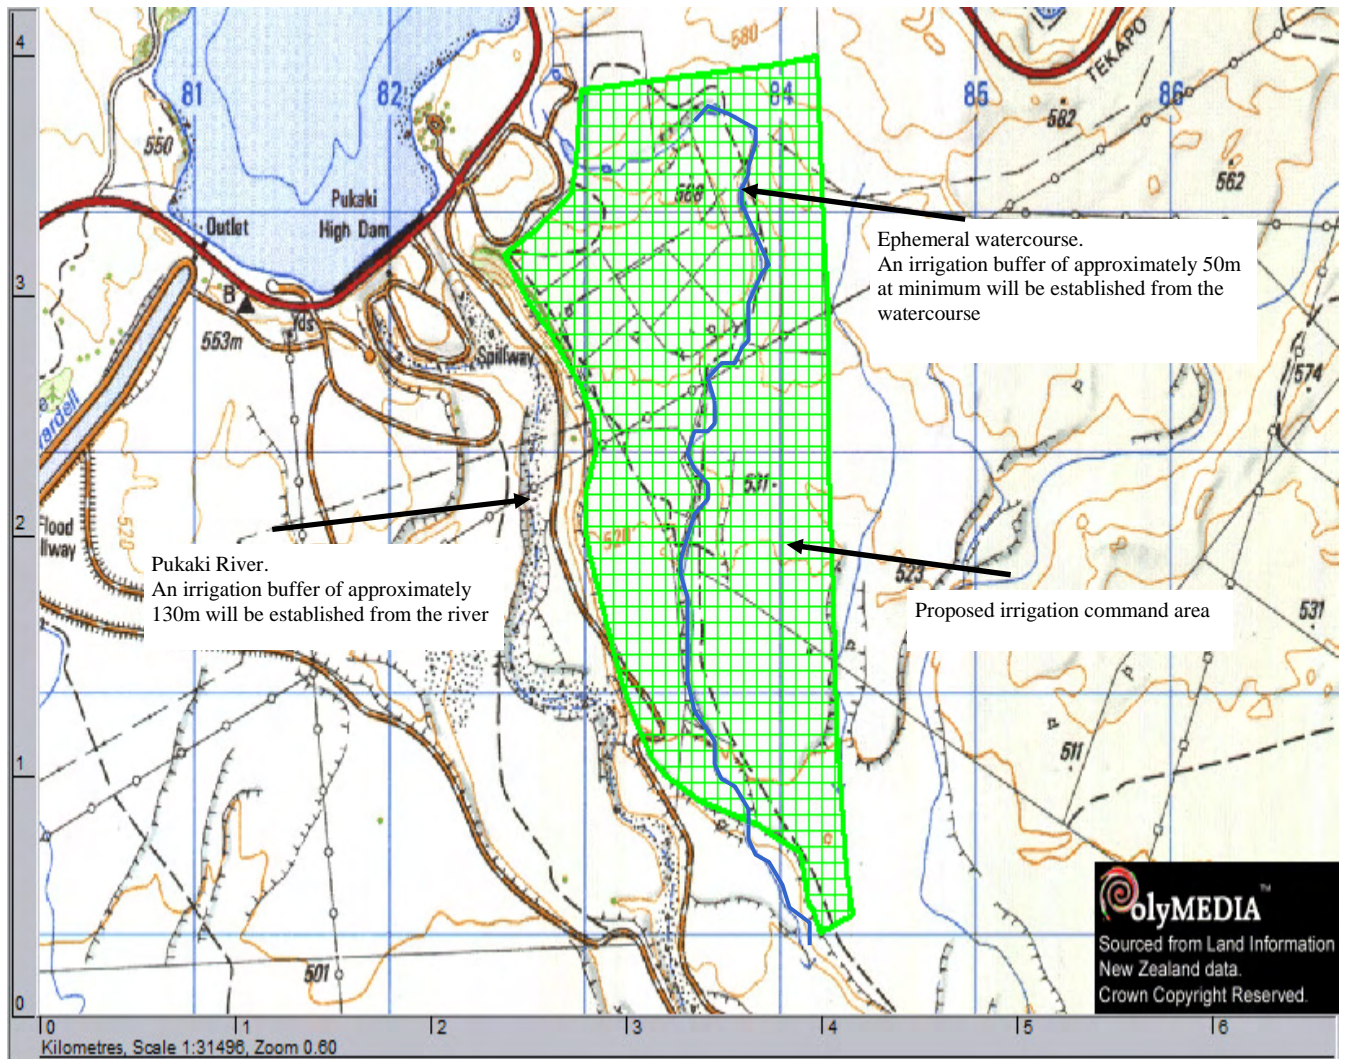 4
580
TEKAPO
81
82
84
85
86
550
582
562
568
Pukaki
High Dam
Outlet
Ephemeral watercourse.
An irrigation buffer of approximately 50m
at minimum will be established from the
watercourse
3
B
553m
Ids
Spillway
574
531
2
Flood
520
520
Pukaki River.
An irrigation buffer of approximately
130m will be established from the river
523
Proposed irrigation command area
531
1
511
501
PolyMEDIA™
Sourced from Land Information
New Zealand data.
Crown Copyright Reserved.
0
0 1 2 3 4 5 6
Kilometres, Scale 1:31496, Zoom 0.60